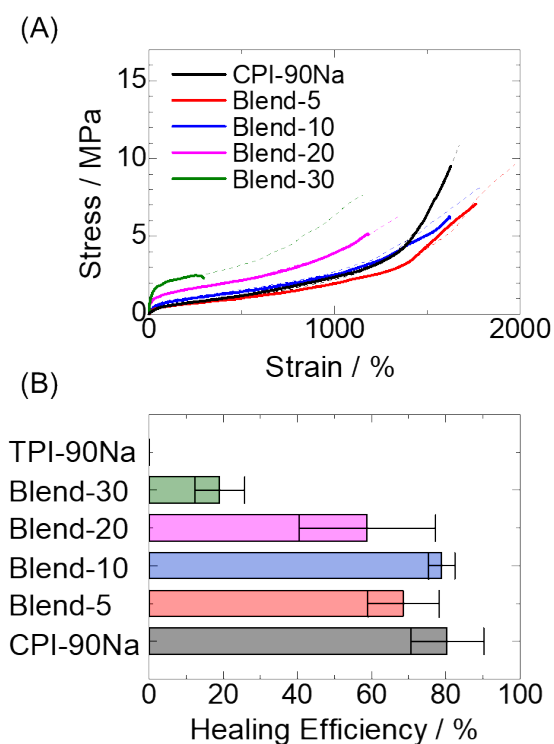 (A)
15
10
5
0
Stress / MPa
CPI-90Na
Blend-5
Blend-10
Blend-20
Blend-30
0 1000 2000
Strain / %
(B)
TPI-90Na
Blend-30
Blend-20
Blend-10
Blend-5
CPI-90Na
0 20 40 60 80 100
Healing Efficiency / %